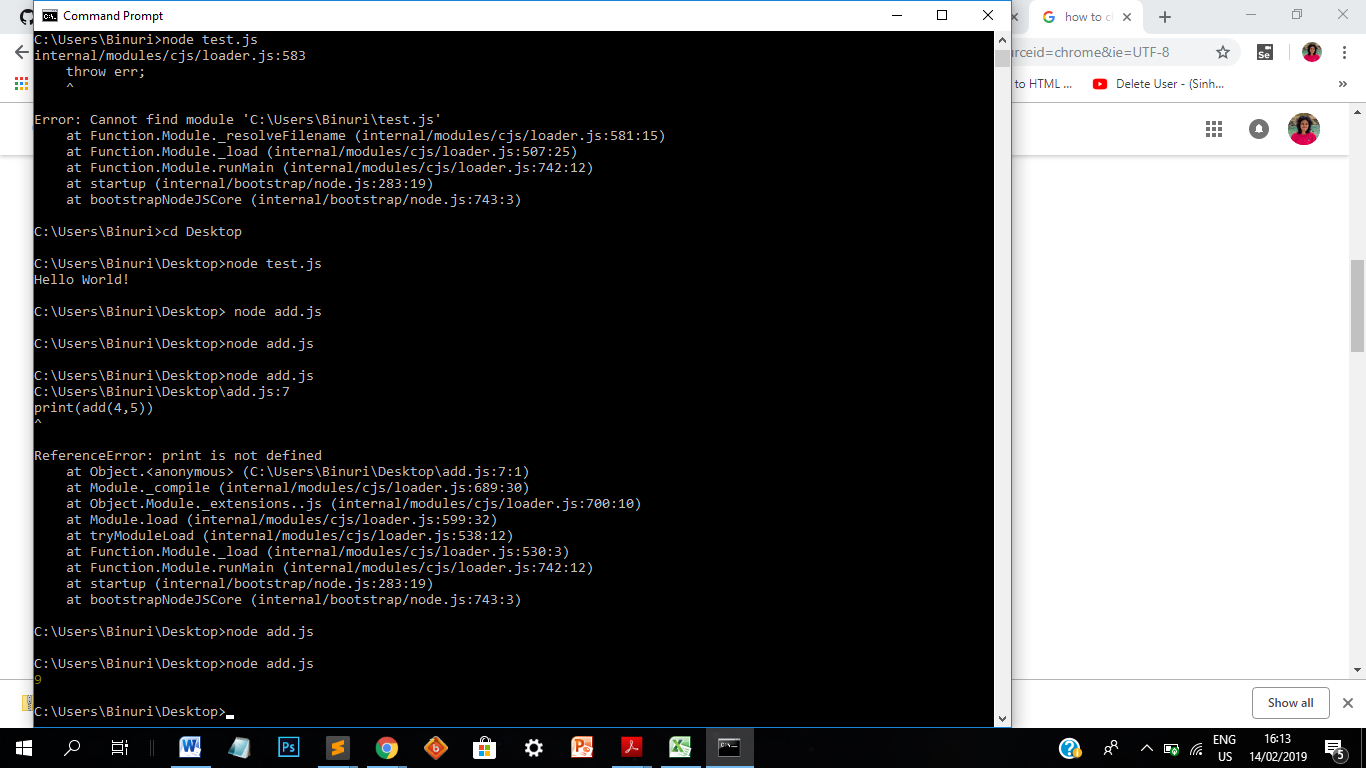 Command Prompt
how to c
urceid=chrome&ie=UTF-8
to HTML ...
Delete User - (Sinh...
»
C:\Users\Binuri>node test.js
internal/modules/cjs/loader.js:583
    throw err;
    ^
Error: Cannot find module 'C:\Users\Binuri\test.js'
    at Function.Module._resolveFilename (internal/modules/cjs/loader.js:581:15)
    at Function.Module._load (internal/modules/cjs/loader.js:507:25)
    at Function.Module.runMain (internal/modules/cjs/loader.js:742:12)
    at startup (internal/bootstrap/node.js:283:19)
    at bootstrapNodeJSCore (internal/bootstrap/node.js:743:3)
C:\Users\Binuri>cd Desktop
C:\Users\Binuri\Desktop>node test.js
Hello World!
C:\Users\Binuri\Desktop> node add.js
C:\Users\Binuri\Desktop>node add.js
C:\Users\Binuri\Desktop>node add.js
C:\Users\Binuri\Desktop\add.js:7
print(add(4,5))
^
ReferenceError: print is not defined
    at Object.<anonymous> (C:\Users\Binuri\Desktop\add.js:7:1)
    at Module._compile (internal/modules/cjs/loader.js:689:30)
    at Object.Module._extensions..js (internal/modules/cjs/loader.js:700:10)
    at Module.load (internal/modules/cjs/loader.js:599:32)
    at tryModuleLoad (internal/modules/cjs/loader.js:538:12)
    at Function.Module._load (internal/modules/cjs/loader.js:530:3)
    at Function.Module.runMain (internal/modules/cjs/loader.js:742:12)
    at startup (internal/bootstrap/node.js:283:19)
    at bootstrapNodeJSCore (internal/bootstrap/node.js:743:3)
C:\Users\Binuri\Desktop>node add.js
C:\Users\Binuri\Desktop>node add.js
9
C:\Users\Binuri\Desktop>
Show all
ENG
US
16:13
14/02/2019
5